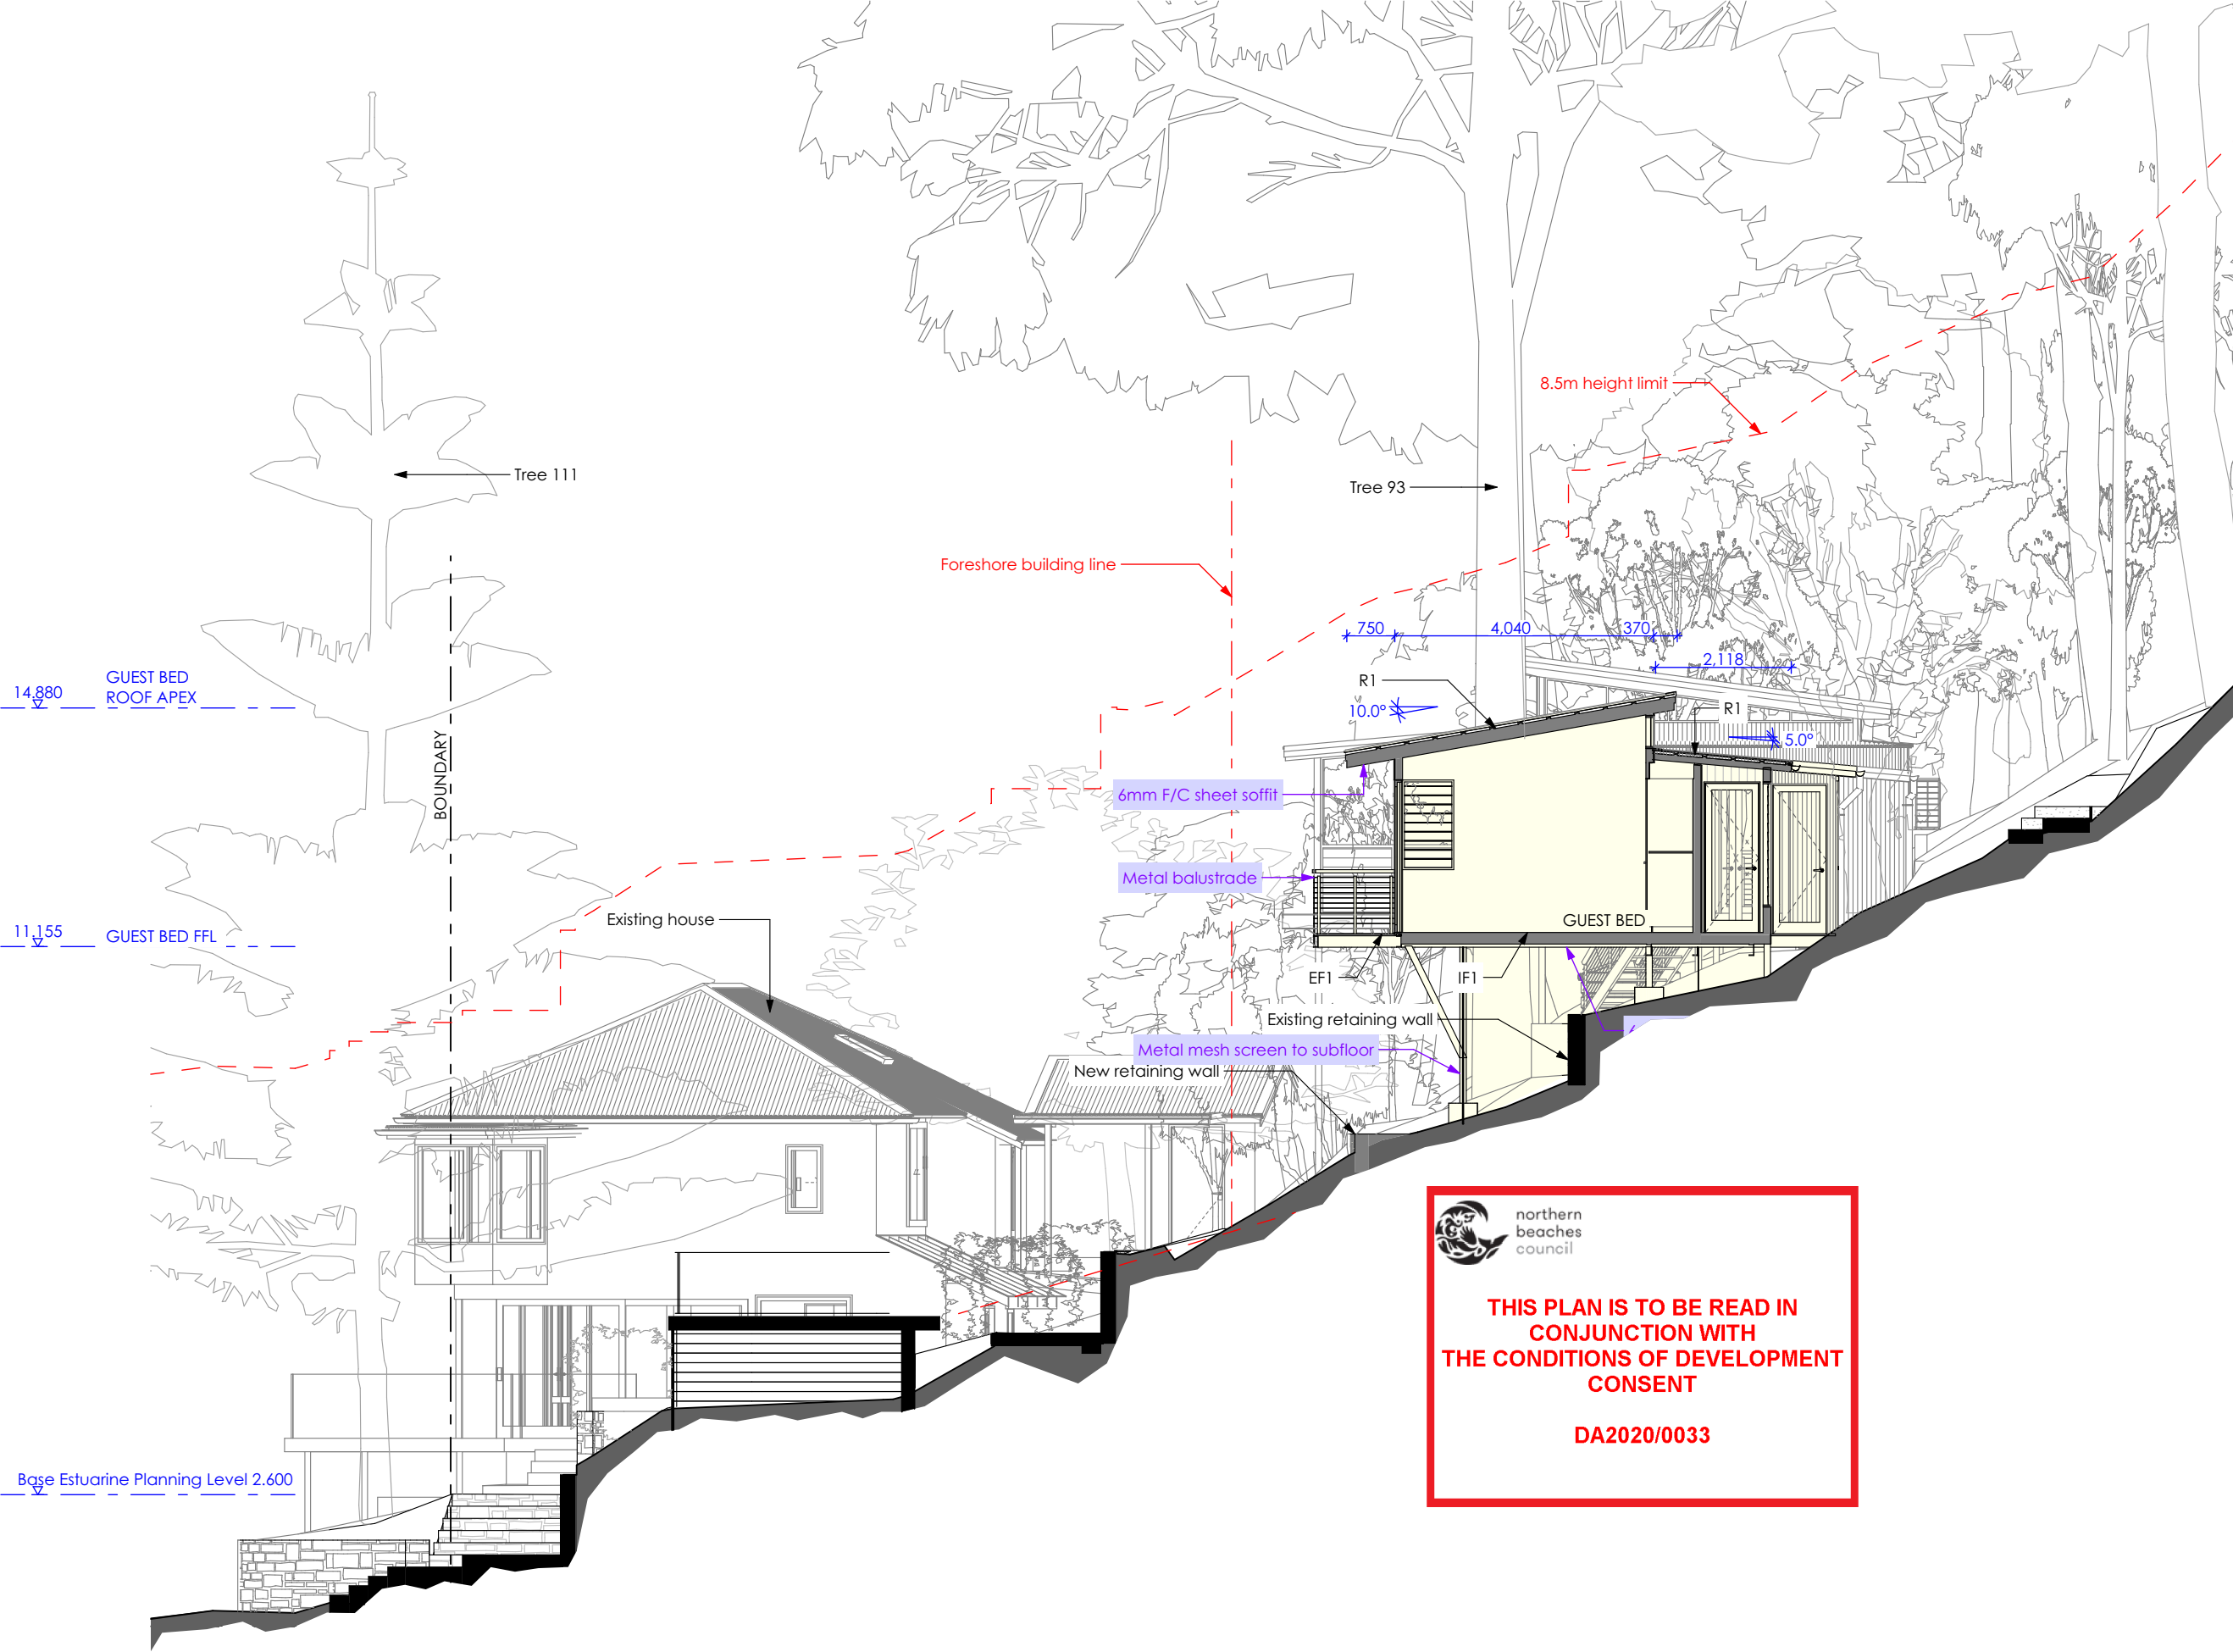 8.5m height limit
Tree 111
Tree 93
Foreshore building line
750
4,040
370
2,118
GUEST BED
ROOF APEX
14.880
R1
10.0°
R1
5.0°
BOUNDARY
6mm F/C sheet soffit
Metal balustrade
Existing house
GUEST BED
11.155
GUEST BED FFL
EF1
IF1
Existing retaining wall
Metal mesh screen to subfloor
New retaining wall
northern
beaches
council
THIS PLAN IS TO BE READ IN
CONJUNCTION WITH
THE CONDITIONS OF DEVELOPMENT
CONSENT
DA2020/0033
Base Estuarine Planning Level 2.600